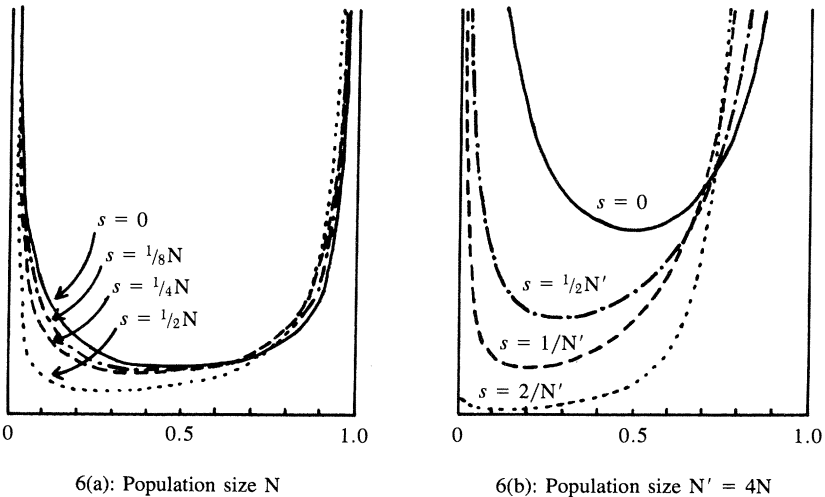 s = 0
s = 1/8N
s = 1/4N
s = 1/2N
0 0.5 1.0
6(a): Population size N
s = 0
s = 1/2N'
s = 1/N'
s = 2/N'
0 0.5 1.0
6(b): Population size N' = 4N